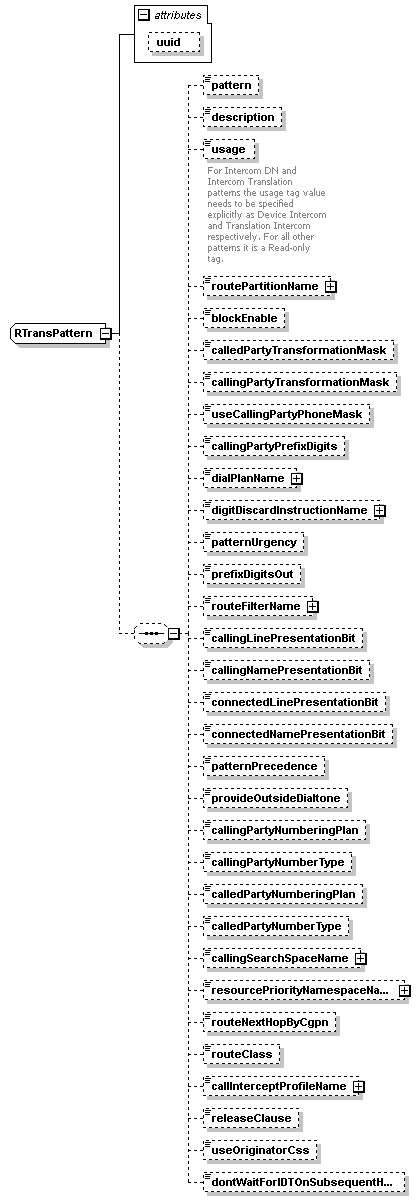 attributes
uuid
pattern
description
usage
For Intercom DN and
Intercom Translation
patterns the usage tag value
needs to be specified
explicitly as Device Intercom
and Translation Intercom
respectively. For all other
patterns it is a Read-only
tag.
routePartitionName
blockEnable
RTransPattern
calledPartyTransformationMask
callingPartyTransformationMask
useCallingPartyPhoneMask
callingPartyPrefixDigits
dialPlanName
digitDiscardInstructionName
patternUrgency
prefixDigitsOut
routeFilterName
callingLinePresentationBit
callingNamePresentationBit
connectedLinePresentationBit
connectedNamePresentationBit
patternPrecedence
provideOutsideDialtone
callingPartyNumberingPlan
callingPartyNumberType
calledPartyNumberingPlan
calledPartyNumberType
callingSearchSpaceName
resourcePriorityNamespaceNa...
routeNextHopByCgpn
routeClass
callInterceptProfileName
releaseClause
useOriginatorCss
dontWaitForIDTOnSubsequentH...